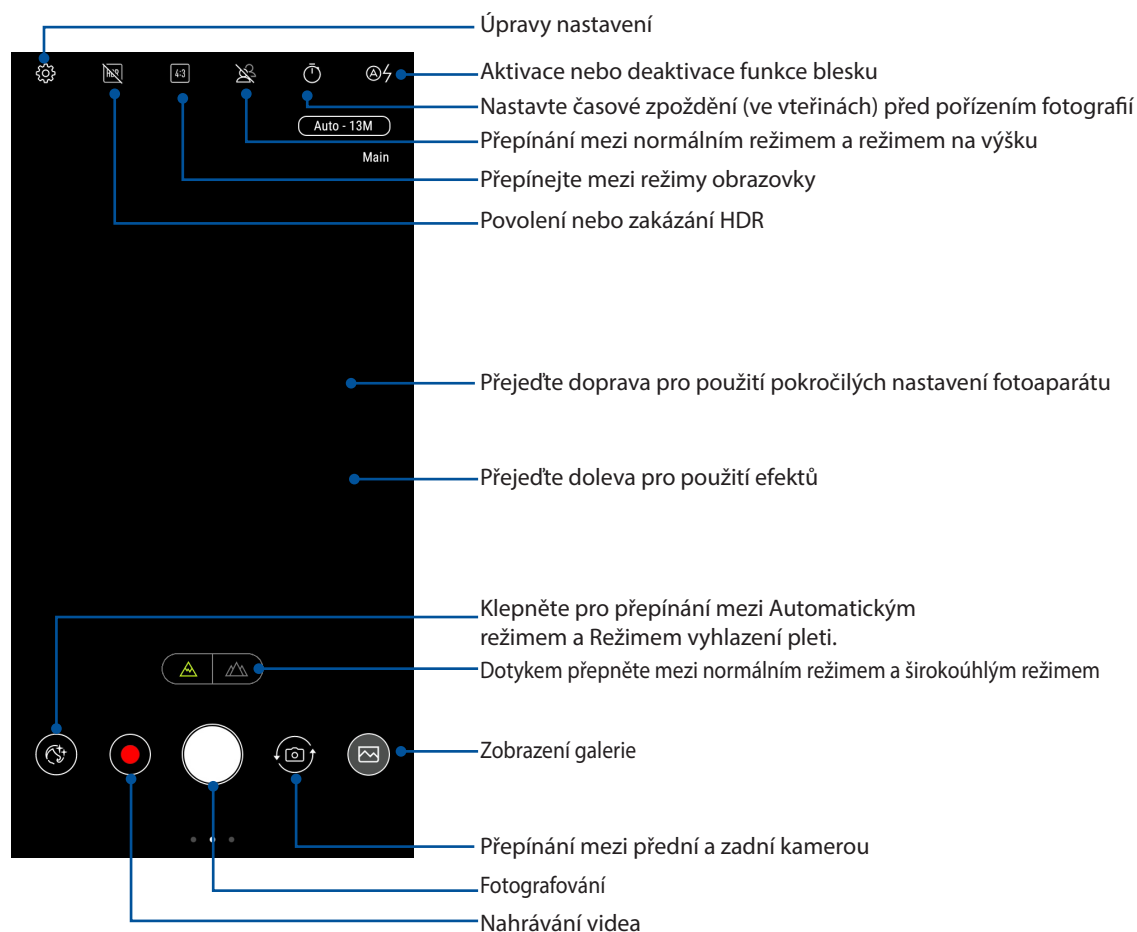 Úpravy nastavení
HDR
4:3
A
Aktivace nebo deaktivace funkce blesku
Nastavte časové zpoždění (ve vteřinách) před pořízením fotografií
Auto - 13M
Přepínání mezi normálním režimem a režimem na výšku
Main
Přepínejte mezi režimy obrazovky
Povolení nebo zakázání HDR
Přejeďte doprava pro použití pokročilých nastavení fotoaparátu
Přejeďte doleva pro použití efektů
Klepněte pro přepínání mezi Automatickým
režimem a Režimem vyhlazení pleti.
Dotykem přepněte mezi normálním režimem a širokoúhlým režimem
Zobrazení galerie
Přepínání mezi přední a zadní kamerou
Fotografování
Nahrávání videa